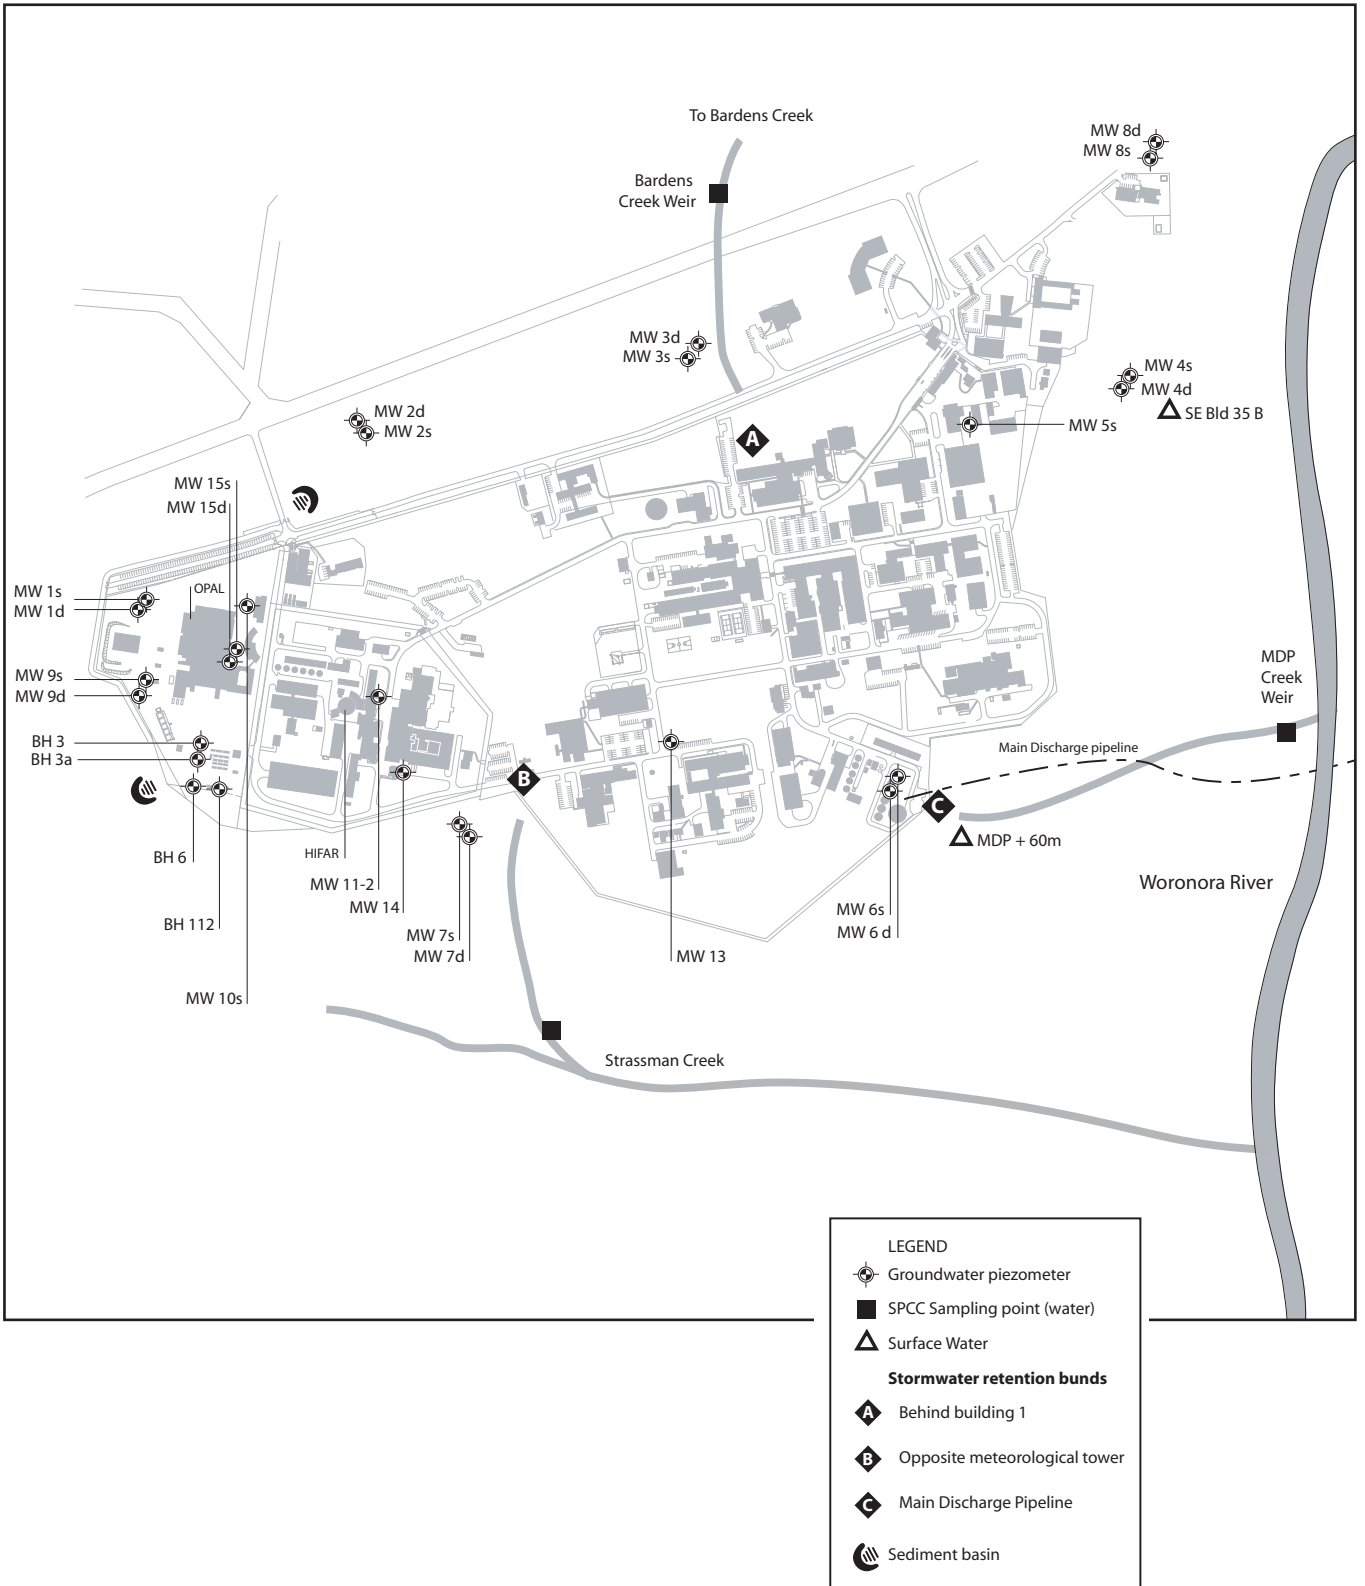 To Bardens Creek
MW 8d
MW 8s
Bardens
Creek Weir
MW 3d
MW 3s
MW 4s
MW 4d
SE Bld 35 B
MW 2d
MW 2s
A
MW 5s
MW 15s
MW 15d
OPAL
MW 1s
MW 1d
MDP
Creek
Weir
MW 9s
MW 9d
BH 3
BH 3a
Main Discharge pipeline
B
C
MDP + 60m
HIFAR
BH 6
MW 11-2
MW 14
Woronora River
BH 112
MW 7s
MW 7d
MW 6s
MW 6 d
MW 13
MW 10s
Strassman Creek
LEGEND
Groundwater piezometer
SPCC Sampling point (water)
Surface Water
Stormwater retention bunds
A Behind building 1
B Opposite meteorological tower
C Main Discharge Pipeline
Sediment basin